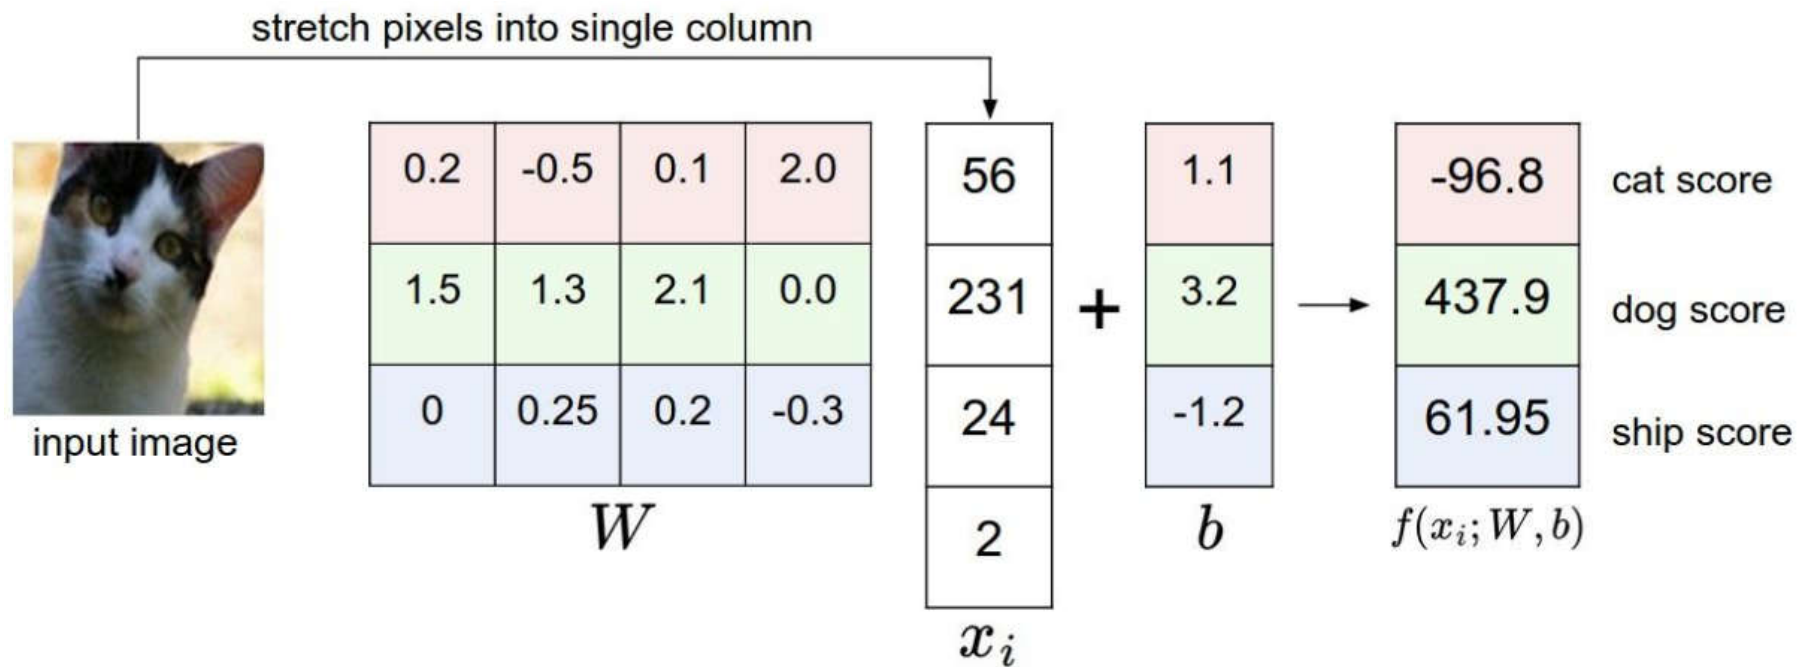 stretch pixels into single column
0.2 -0.5 0.1 2.0
1.5 1.3 2.1 0.0
0 0.25 0.2 -0.3
W
56
231
24
2
x_i
+
1.1
3.2
-1.2
b
-96.8 cat score
437.9 dog score
61.95 ship score
f(x_i; W, b)
input image